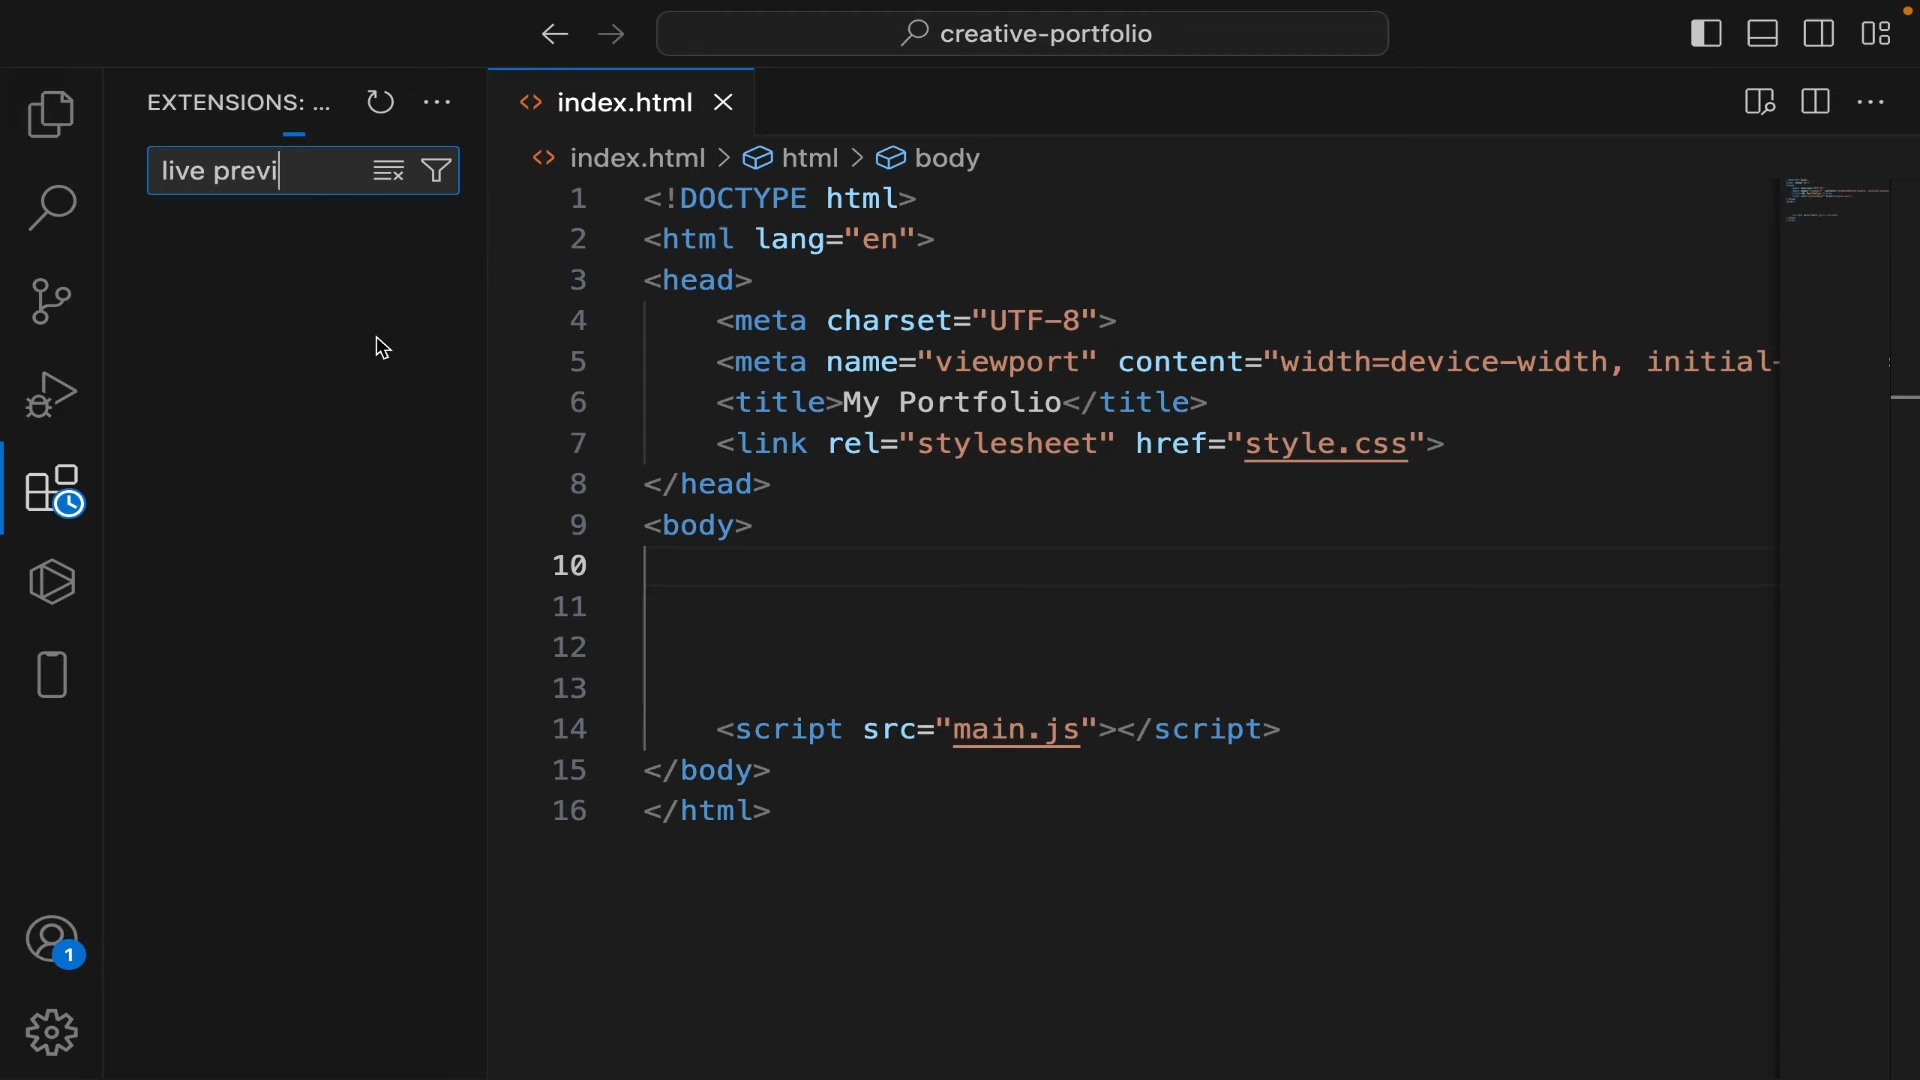 creative-portfolio
EXTENSIONS: ...
live previ
index.html
index.html > html > body
1 <!DOCTYPE html>
2 <html lang="en">
3 <head>
4 <meta charset="UTF-8">
5 <meta name="viewport" content="width=device-width, initial-
6 <title>My Portfolio</title>
7 <link rel="stylesheet" href="style.css">
8 </head>
9 <body>
10
11
12
13
14 <script src="main.js"></script>
15 </body>
16 </html>
1